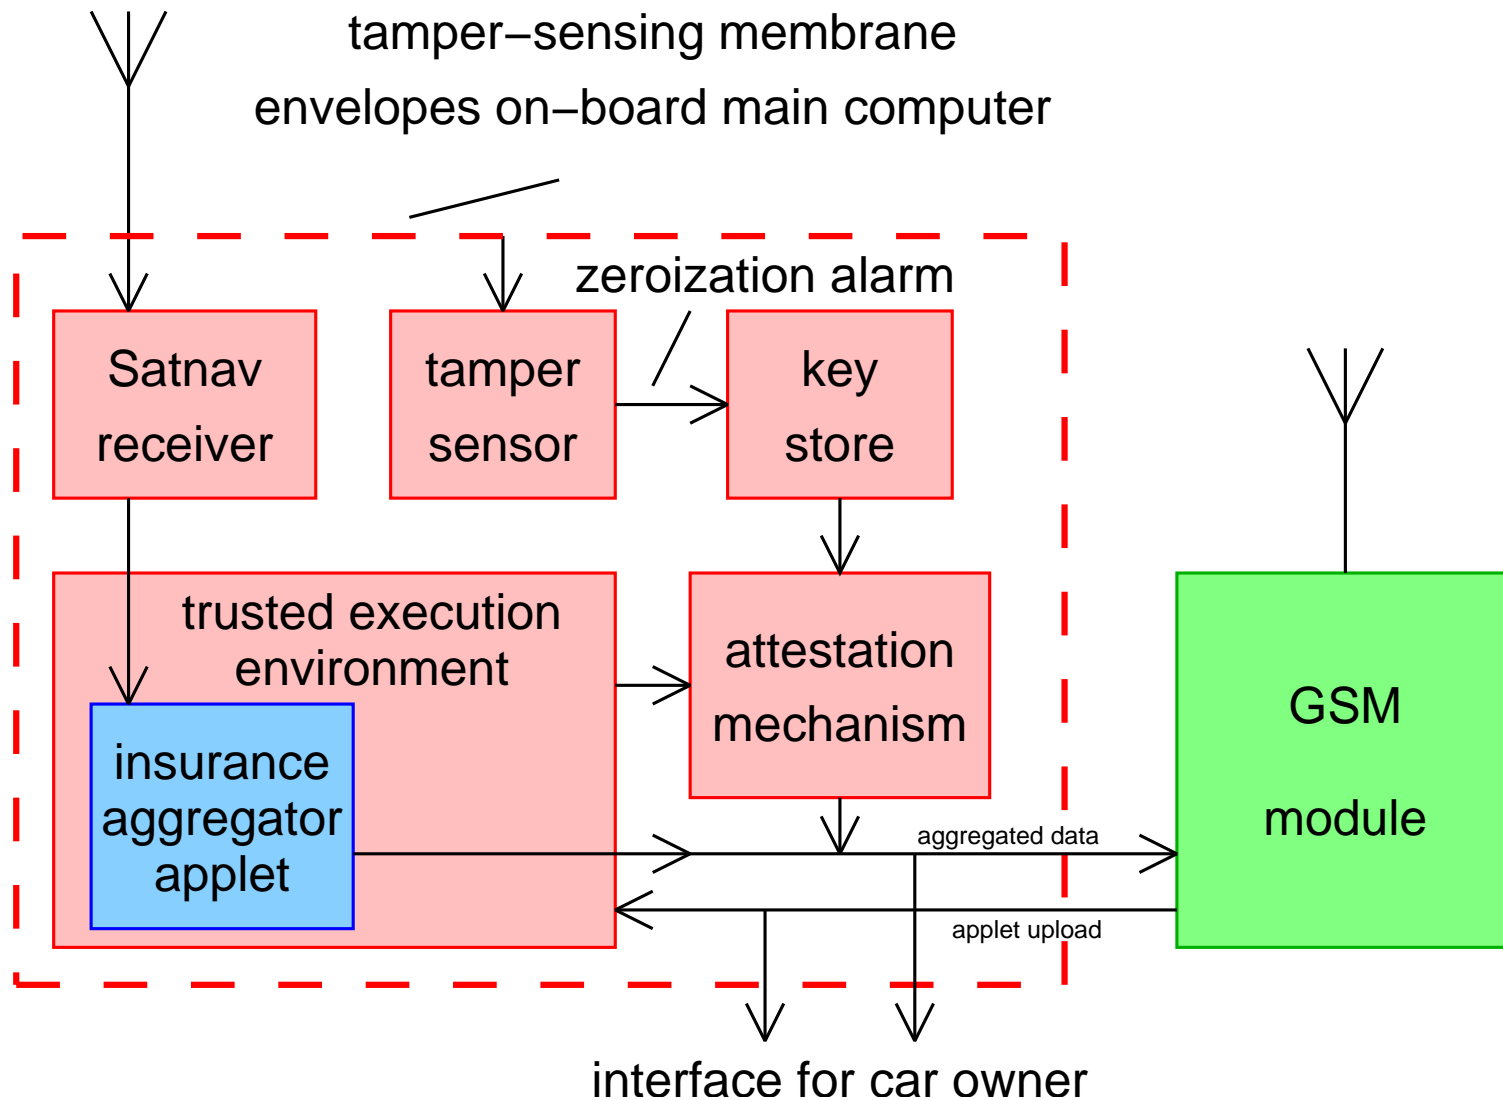 tamper−sensing membrane
envelopes on−board main computer
zeroization alarm
Satnav
receiver
tamper
sensor
key
store
trusted execution
environment
attestation
mechanism
GSM
module
insurance
aggregator
applet
aggregated data
applet upload
interface for car owner